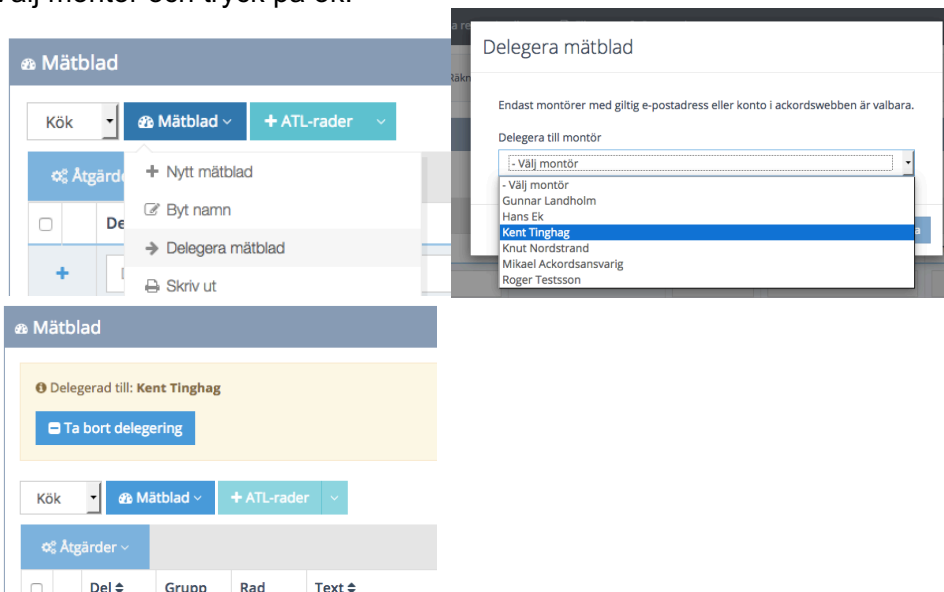 Välj montör och tryck på ok.
Mätblad
Kök
Mätblad
+ ATL-rader
Åtgärder
Nytt mätblad
Byt namn
Delegera mätblad
Skriv ut
Delegera mätblad
Endast montörer med giltig e-postadress eller konto i ackordswebben är valbara.
Delegera till montör
- Välj montör
- Välj montör
Gunnar Landholm
Hans Ek
Kent Tinghag
Knut Nordstrand
Mikael Ackordsansvarig
Roger Testsson
Mätblad
Delegerad till: Kent Tinghag
Ta bort delegering
Kök
Mätblad
+ ATL-rader
Åtgärder
Del
Grupp
Rad
Text